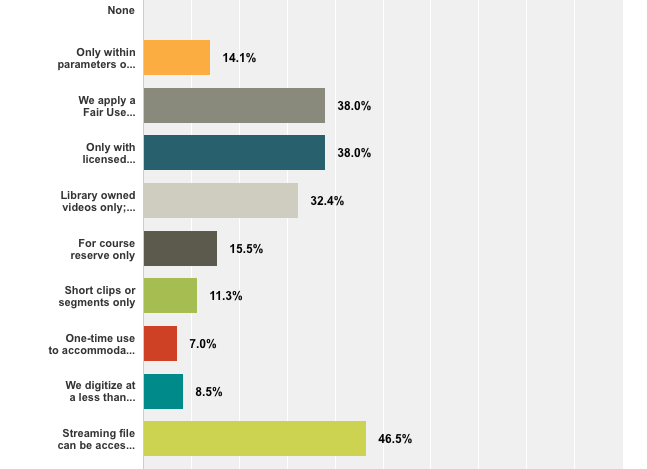 None
Only within
parameters o...
14.1%
We apply a
Fair Use...
38.0%
Only with
licensed...
38.0%
Library owned
videos only;...
32.4%
For course
reserve only
15.5%
Short clips or
segments only
11.3%
One-time use
to accommoda...
7.0%
We digitize at
a less than...
8.5%
Streaming file
can be acces...
46.5%